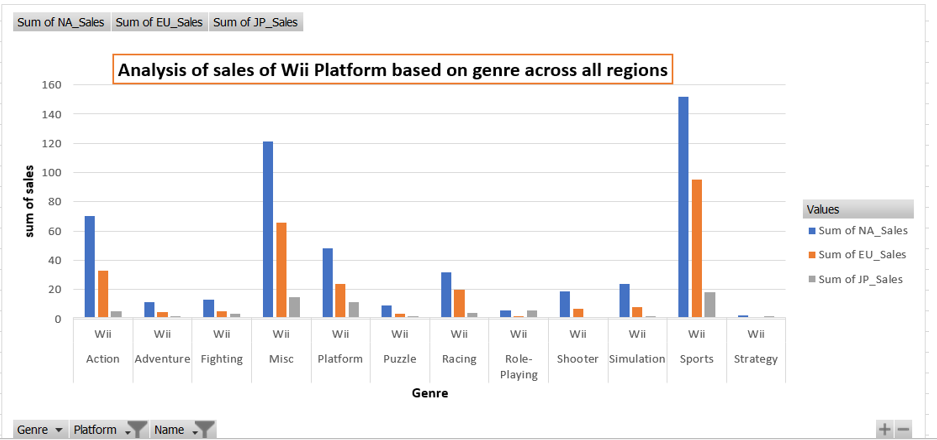 Sum of NA_Sales Sum of EU_Sales Sum of JP_Sales
Analysis of sales of Wii Platform based on genre across all regions
160
140
120
100
80
60
40
20
0
sum of sales
Wii Wii Wii Wii Wii Wii Wii Wii Wii Wii Wii Wii
Action Adventure Fighting Misc Platform Puzzle Racing Role-Playing Shooter Simulation Sports Strategy
Genre
Values
Sum of NA_Sales
Sum of EU_Sales
Sum of JP_Sales
Genre Platform Name